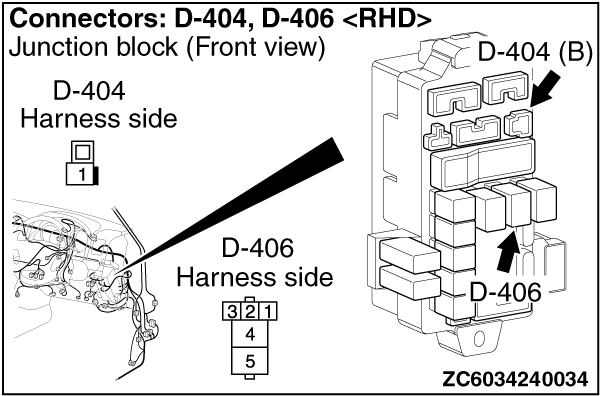 Connectors: D-404, D-406 <RHD>
Junction block (Front view)
D-404 (B)
D-404
Harness side
1
D-406
Harness side
3 2 1
4
5
D-406
ZC6034240034